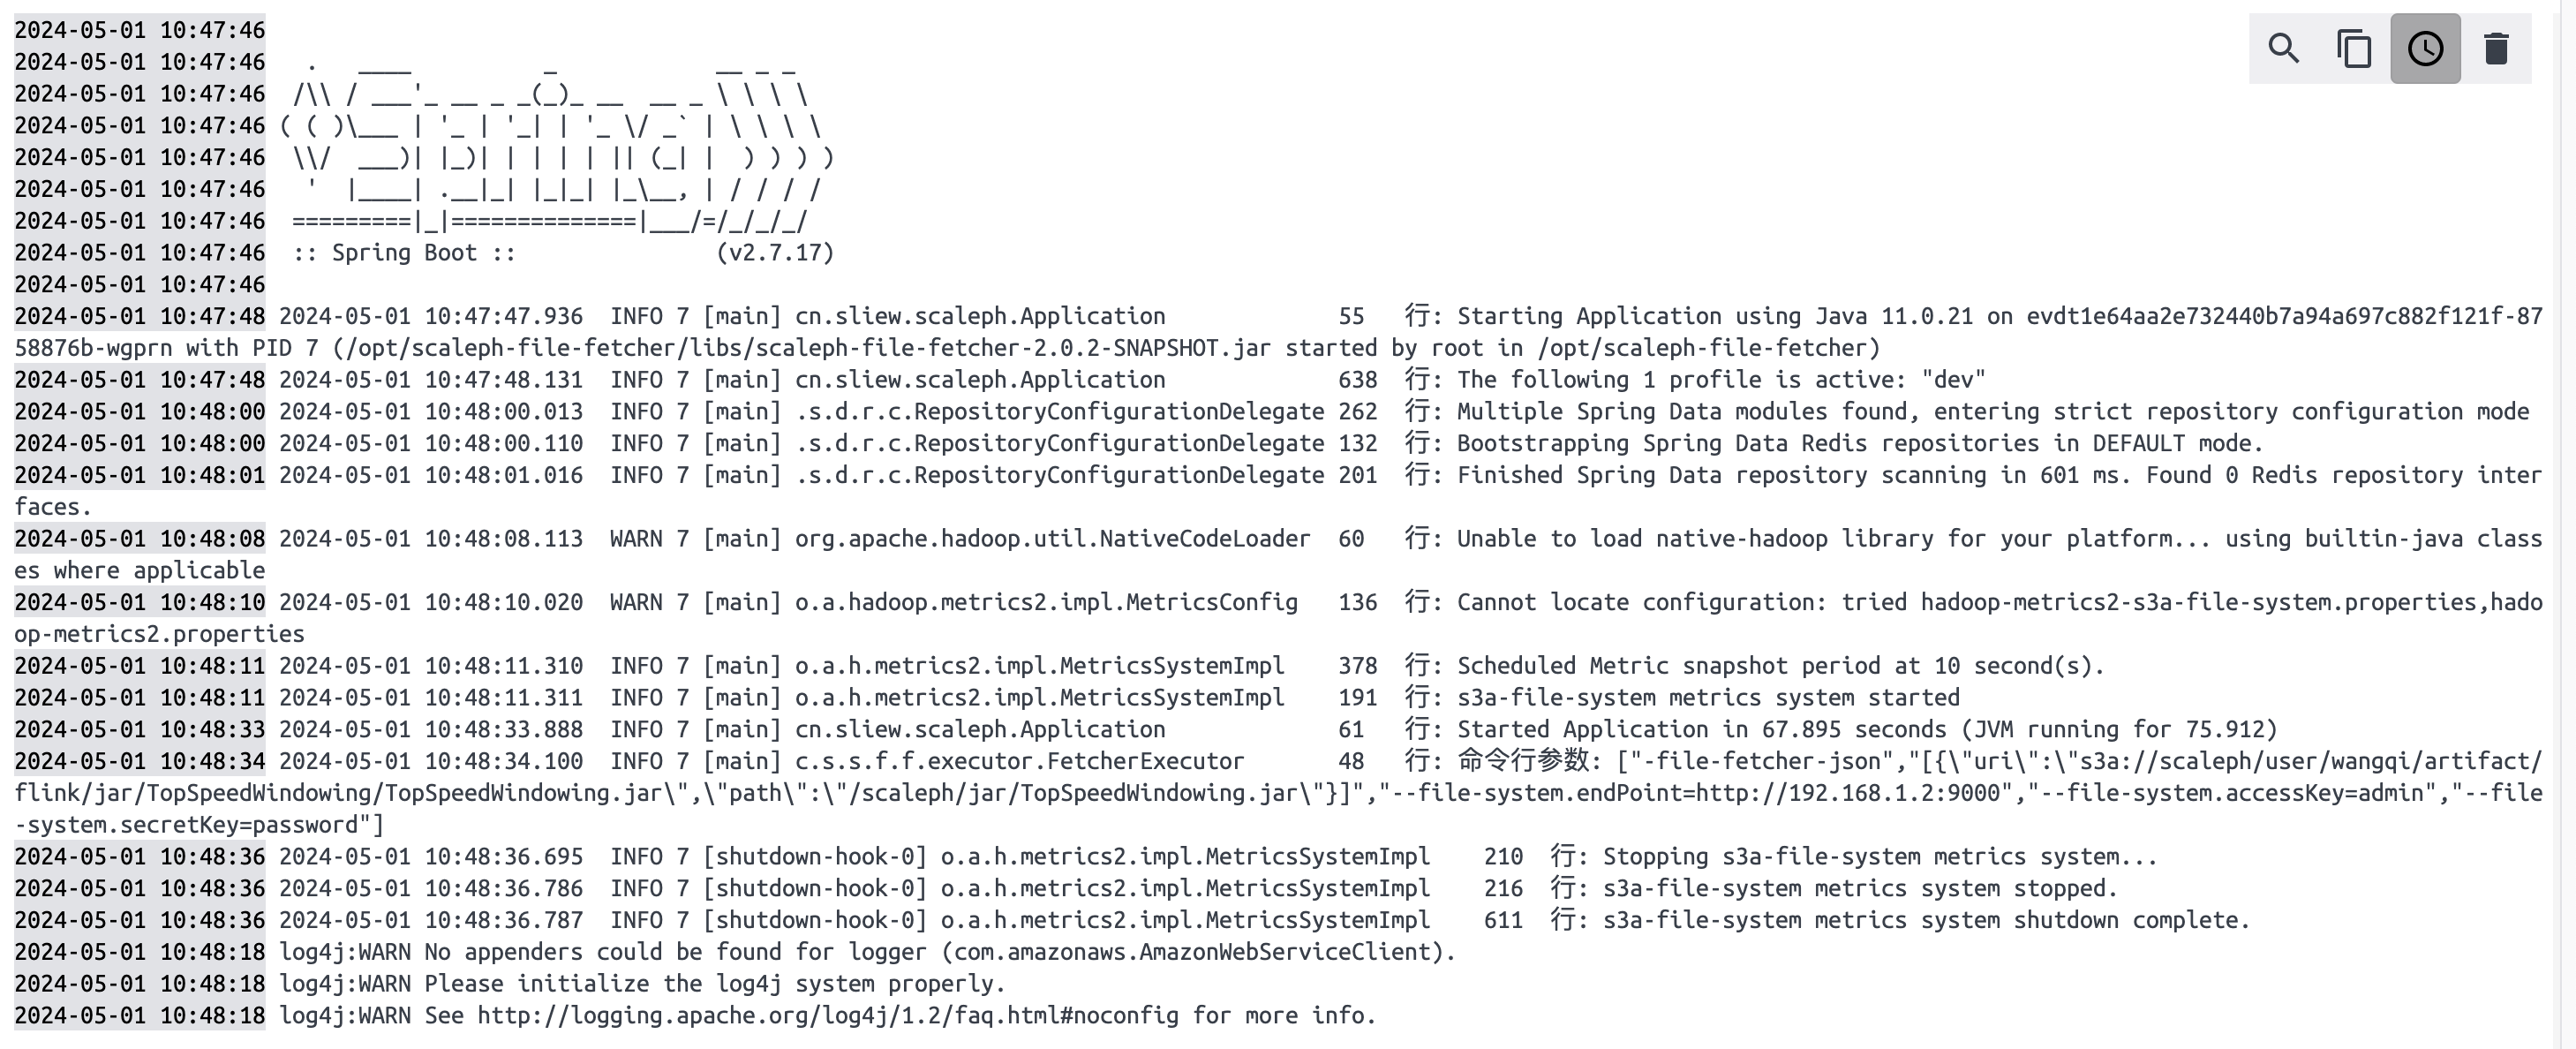 2024-05-01 10:47:46
2024-05-01 10:47:46   .   ____          _            __ _ _
2024-05-01 10:47:46  /\\ / ___'_ __ _ _(_)_ __  __ _ \ \ \ \
2024-05-01 10:47:46 ( ( )\___ | '_ | '_| | '_ \/ _` | \ \ \ \
2024-05-01 10:47:46  \\/  ___)| |_)| | | | | || (_| |  ) ) ) )
2024-05-01 10:47:46   '  |____| .__|_| |_|_| |_\__, | / / / /
2024-05-01 10:47:46  =========|_|==============|___/=/_/_/_/
2024-05-01 10:47:46  :: Spring Boot ::               (v2.7.17)
2024-05-01 10:47:46
2024-05-01 10:47:48 2024-05-01 10:47:47.936  INFO 7 [main] cn.sliew.scaleph.Application             55   行: Starting Application using Java 11.0.21 on evdt1e64aa2e732440b7a94a697c882f121f-87
58876b-wgprn with PID 7 (/opt/scaleph-file-fetcher/libs/scaleph-file-fetcher-2.0.2-SNAPSHOT.jar started by root in /opt/scaleph-file-fetcher)
2024-05-01 10:47:48 2024-05-01 10:47:48.131  INFO 7 [main] cn.sliew.scaleph.Application             638  行: The following 1 profile is active: "dev"
2024-05-01 10:48:00 2024-05-01 10:48:00.013  INFO 7 [main] .s.d.r.c.RepositoryConfigurationDelegate 262  行: Multiple Spring Data modules found, entering strict repository configuration mode
2024-05-01 10:48:00 2024-05-01 10:48:00.110  INFO 7 [main] .s.d.r.c.RepositoryConfigurationDelegate 132  行: Bootstrapping Spring Data Redis repositories in DEFAULT mode.
2024-05-01 10:48:01 2024-05-01 10:48:01.016  INFO 7 [main] .s.d.r.c.RepositoryConfigurationDelegate 201  行: Finished Spring Data repository scanning in 601 ms. Found 0 Redis repository inter
faces.
2024-05-01 10:48:08 2024-05-01 10:48:08.113  WARN 7 [main] org.apache.hadoop.util.NativeCodeLoader  60   行: Unable to load native-hadoop library for your platform... using builtin-java class
es where applicable
2024-05-01 10:48:10 2024-05-01 10:48:10.020  WARN 7 [main] o.a.hadoop.metrics2.impl.MetricsConfig   136  行: Cannot locate configuration: tried hadoop-metrics2-s3a-file-system.properties,hado
op-metrics2.properties
2024-05-01 10:48:11 2024-05-01 10:48:11.310  INFO 7 [main] o.a.h.metrics2.impl.MetricsSystemImpl    378  行: Scheduled Metric snapshot period at 10 second(s).
2024-05-01 10:48:11 2024-05-01 10:48:11.311  INFO 7 [main] o.a.h.metrics2.impl.MetricsSystemImpl    191  行: s3a-file-system metrics system started
2024-05-01 10:48:33 2024-05-01 10:48:33.888  INFO 7 [main] cn.sliew.scaleph.Application             61   行: Started Application in 67.895 seconds (JVM running for 75.912)
2024-05-01 10:48:34 2024-05-01 10:48:34.100  INFO 7 [main] c.s.s.f.f.executor.FetcherExecutor       48   行: 命令行参数: ["-file-fetcher-json","[{\"uri\":\"s3a://scaleph/user/wangqi/artifact/
flink/jar/TopSpeedWindowing/TopSpeedWindowing.jar\",\"path\":\"/scaleph/jar/TopSpeedWindowing.jar\"}]","--file-system.endPoint=http://192.168.1.2:9000","--file-system.accessKey=admin","--file
-system.secretKey=password"]
2024-05-01 10:48:36 2024-05-01 10:48:36.695  INFO 7 [shutdown-hook-0] o.a.h.metrics2.impl.MetricsSystemImpl    210  行: Stopping s3a-file-system metrics system...
2024-05-01 10:48:36 2024-05-01 10:48:36.786  INFO 7 [shutdown-hook-0] o.a.h.metrics2.impl.MetricsSystemImpl    216  行: s3a-file-system metrics system stopped.
2024-05-01 10:48:36 2024-05-01 10:48:36.787  INFO 7 [shutdown-hook-0] o.a.h.metrics2.impl.MetricsSystemImpl    611  行: s3a-file-system metrics system shutdown complete.
2024-05-01 10:48:18 log4j:WARN No appenders could be found for logger (com.amazonaws.AmazonWebServiceClient).
2024-05-01 10:48:18 log4j:WARN Please initialize the log4j system properly.
2024-05-01 10:48:18 log4j:WARN See http://logging.apache.org/log4j/1.2/faq.html#noconfig for more info.